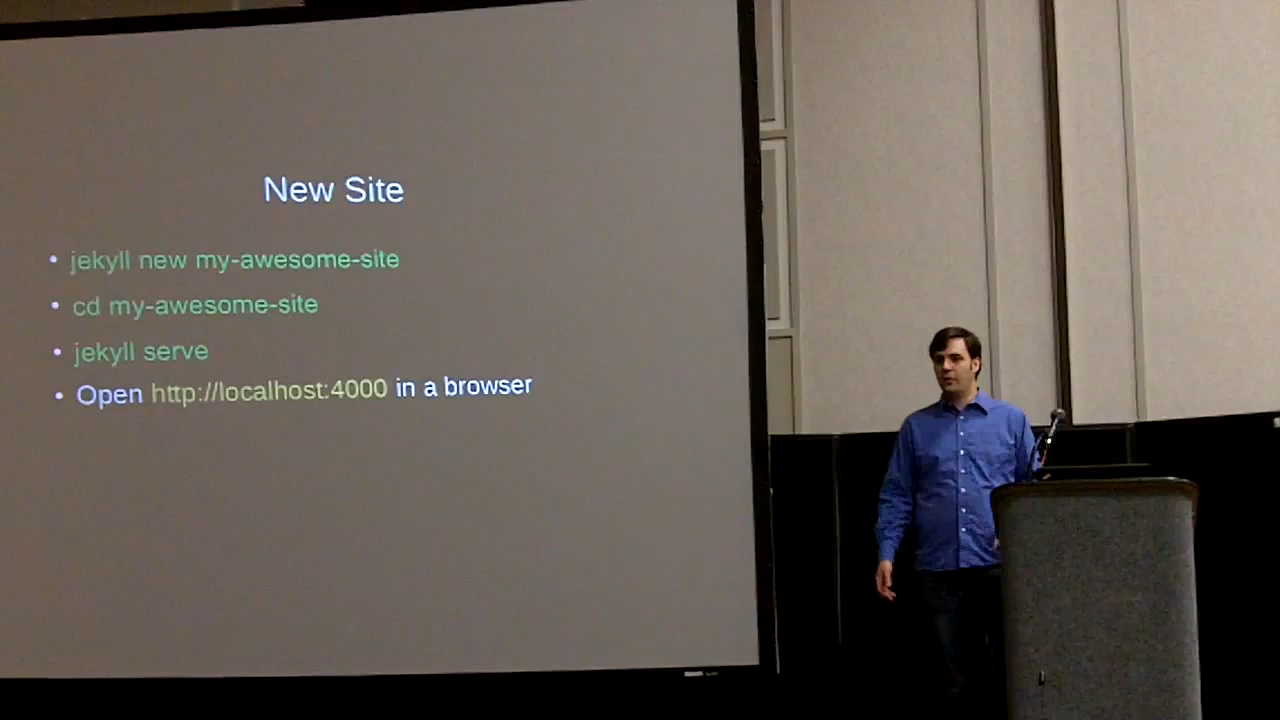 New Site
• jekyll new my-awesome-site
• cd my-awesome-site
• jekyll serve
• Open http://localhost:4000 in a browser